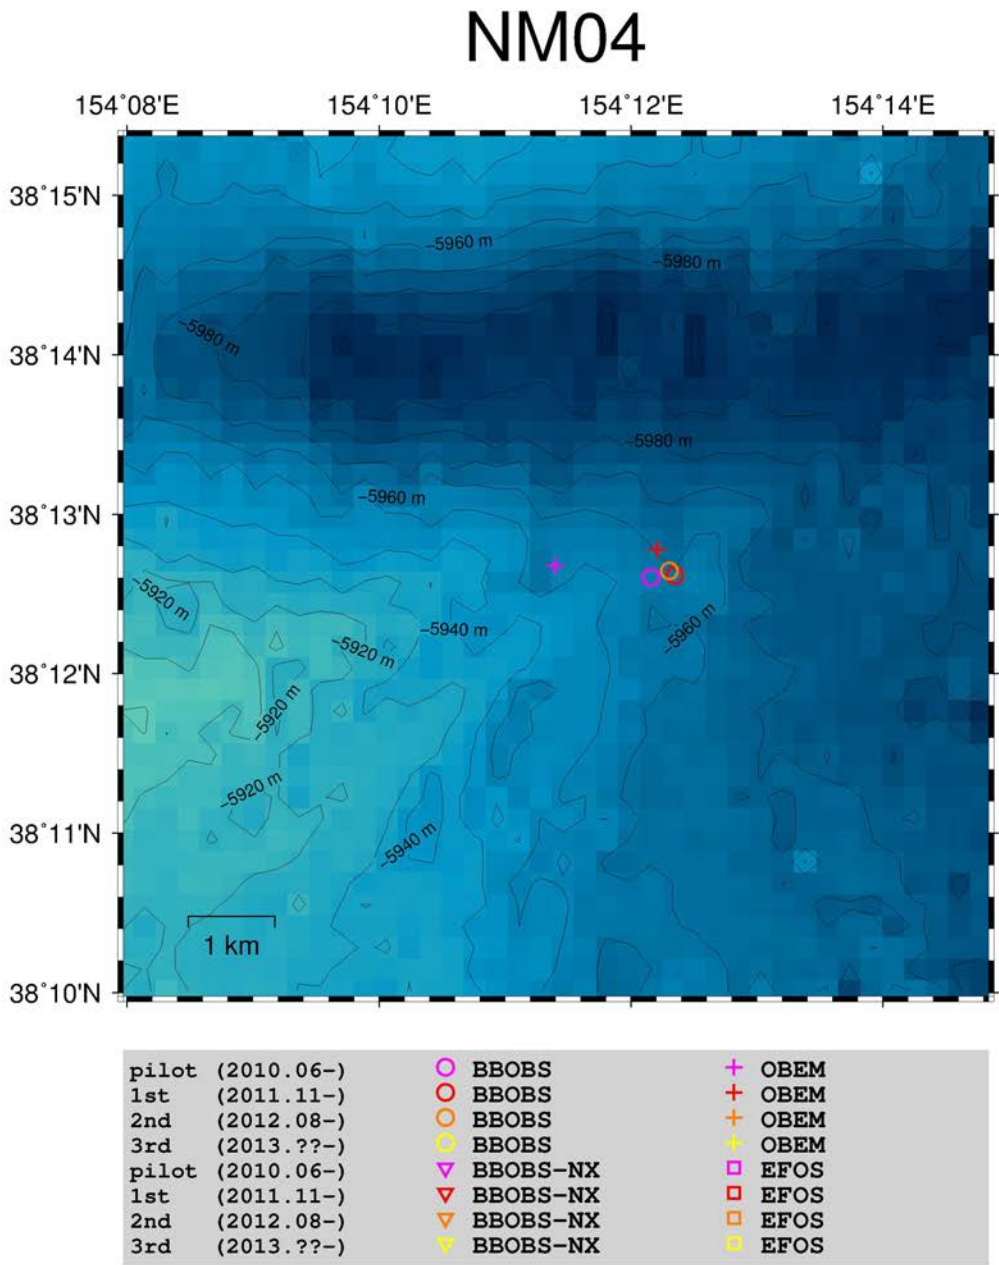 NM04
154°08'E 154°10'E 154°12'E 154°14'E
38°15'N
−5960 m
−5980 m
−5980 m
38°14'N
−5980 m
−5960 m
38°13'N
−5920 m
−5940 m
−5960 m
−5920 m
38°12'N
−5920 m
−5920 m
38°11'N
−5940 m
1 km
38°10'N
pilot (2010.06−) BBOBS OBEM
1st (2011.11−) BBOBS OBEM
2nd (2012.08−) BBOBS OBEM
3rd (2013.??−) BBOBS OBEM
pilot (2010.06−) BBOBS−NX EFOS
1st (2011.11−) BBOBS−NX EFOS
2nd (2012.08−) BBOBS−NX EFOS
3rd (2013.??−) BBOBS−NX EFOS